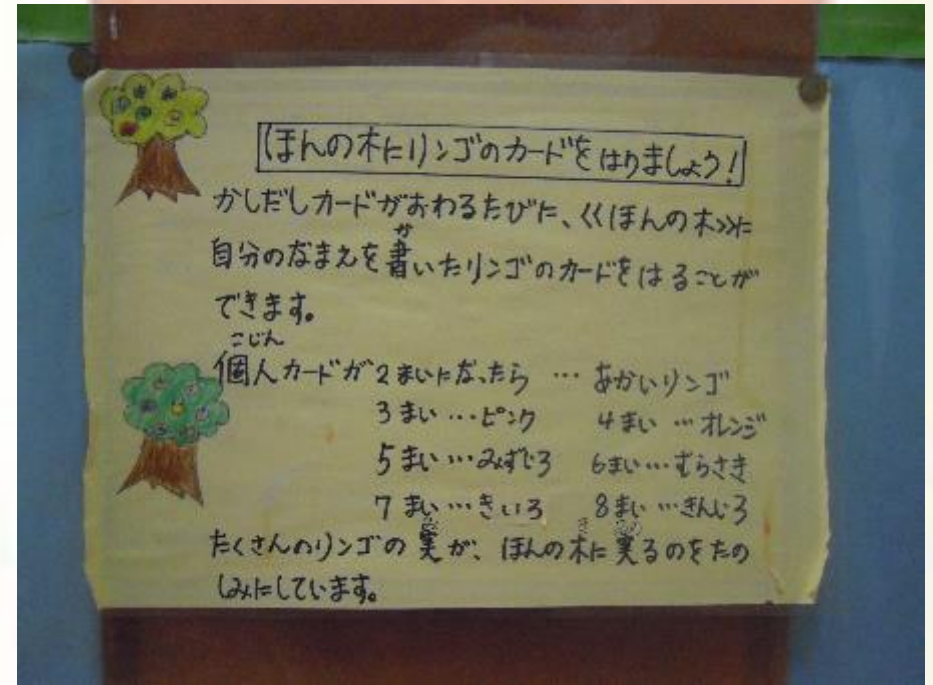 ほんの木にリンゴのカードをはりましょう!
かしだしカードがおわるたびに、《ほんの木》に
か
自分のなまえを書いたリンゴのカードをはることが
できます。
こじん
個人カードが2まいになったら … あかいリンゴ
3まい…ピンク 4まい…オレンジ
5まい…みずいろ 6まい…むらさき
7まい…きいろ 8まい…きんいろ
たくさんのリンゴの実が、ほんの木に実るのをたの
しみにしています。